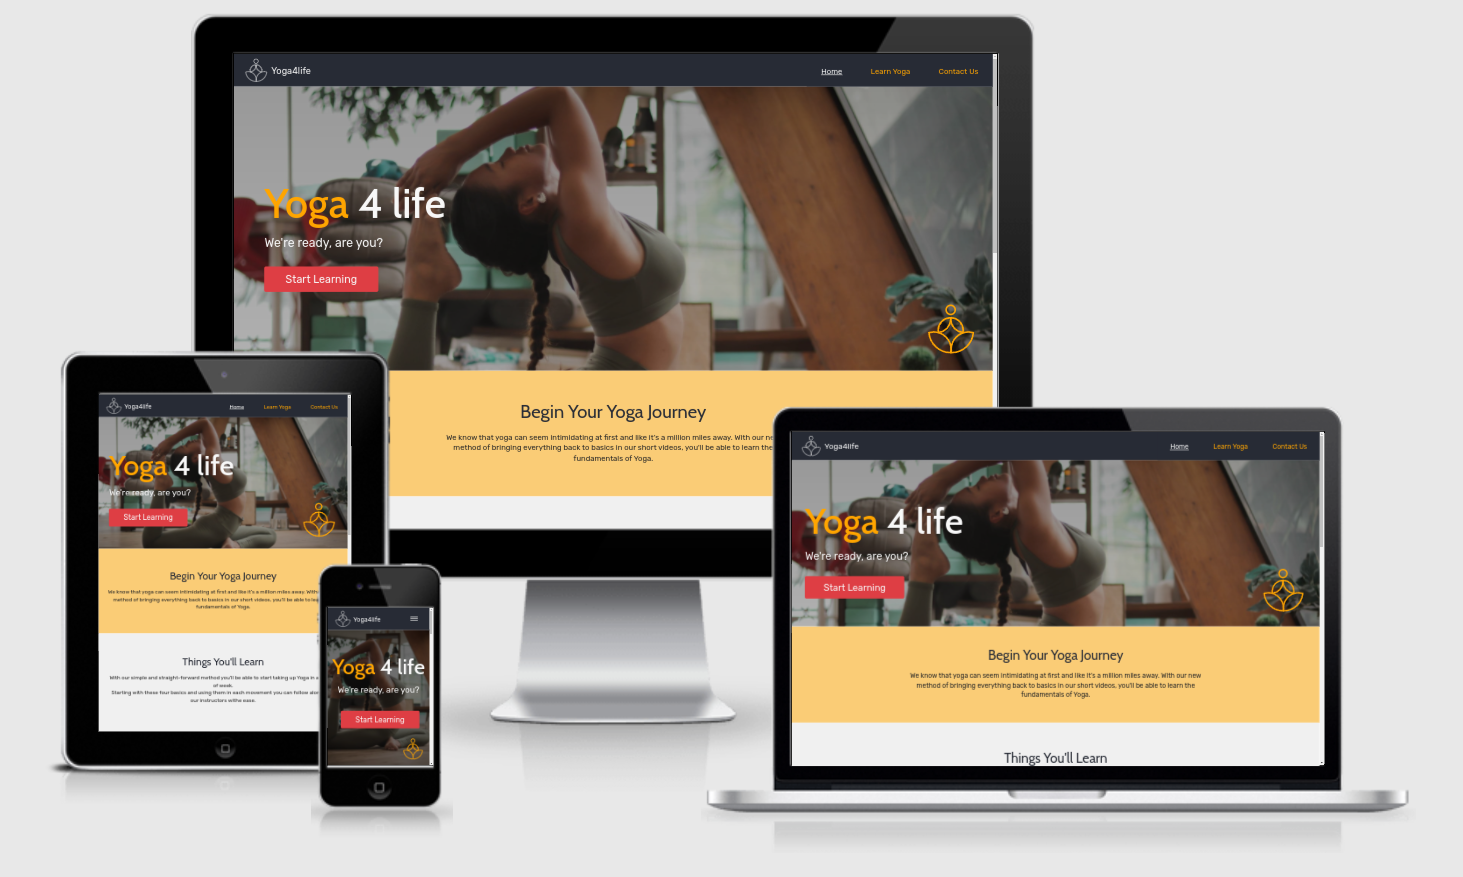 Yoga4life
Home
Learn Yoga
Contact Us
Yoga 4 life
We're ready, are you?
Start Learning
Begin Your Yoga Journey
We know that yoga can seem intimidating at first and like it's a million miles away. With our
method of bringing everything back to basics in our short videos, you'll be able to learn the
fundamentals of Yoga.
Yoga4life
Home
Learn Yoga
Contact Us
Yoga 4 life
We're ready, are you?
Start Learning
Begin Your Yoga Journey
We know that yoga can seem intimidating at first and like it's a million miles away. With
method of bringing everything back to basics in our short videos, you'll be able to
fundamentals of Yoga.
Things You'll Learn
With our simple and straight-forward method you'll be able to start taking up Yoga in
of week.
Starting with these four basics and using them in each movement you can follow
our instructors withe ease.
Yoga4life
Yoga 4 life
We're ready, are you?
Start Learning
Yoga4life
Home
Learn Yoga
Contact Us
Yoga 4 life
We're ready, are you?
Start Learning
Begin Your Yoga Journey
We know that yoga can seem intimidating at first and like it's a million miles away. With our new
method of bringing everything back to basics in our short videos, you'll be able to learn the
fundamentals of Yoga.
Things You'll Learn